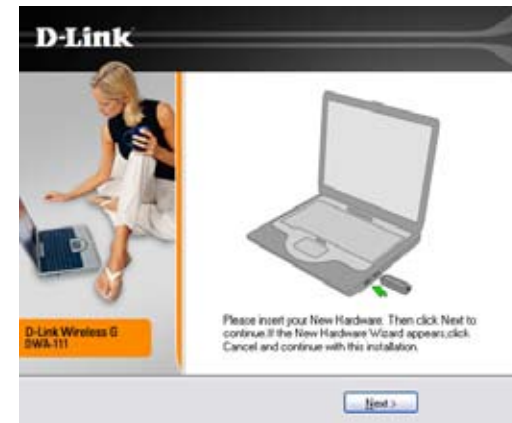 D-Link
Please insert your New Hardware. Then click Next to
continue.If the New Hardware Wizard appears,click
Cancel and continue with this installation.
D-Link Wireless G
DWA-111
Next >